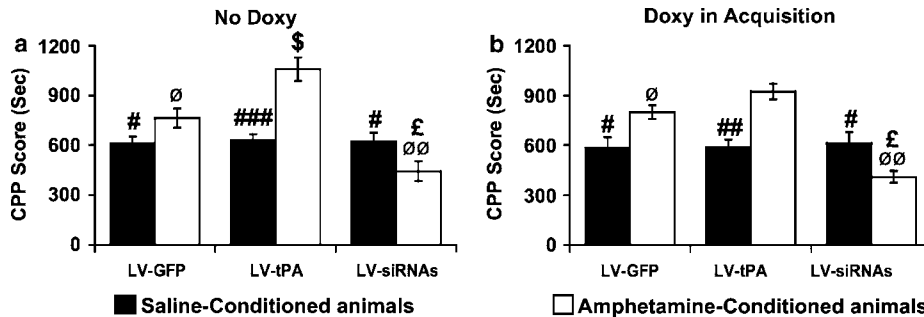 No Doxy
a
CPP Score (Sec)
1200
900
600
300
0
#
Ø
###
$
#
£
ØØ
LV-GFP
LV-tPA
LV-siRNAs
Doxy in Acquisition
b
CPP Score (Sec)
1200
900
600
300
0
#
Ø
##
#
£
ØØ
LV-GFP
LV-tPA
LV-siRNAs
Saline-Conditioned animals
Amphetamine-Conditioned animals